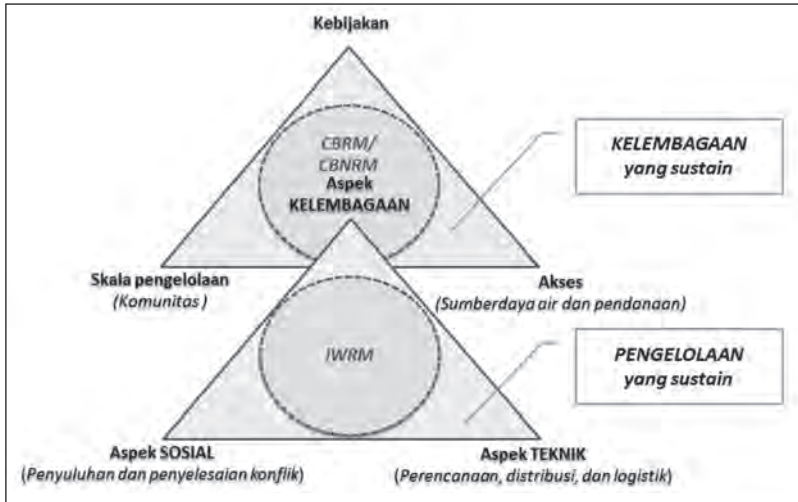 Kebijakan
CBRM/
CBNRM
Aspek
KELEMBAGAAN
KELEMBAGAAN
yang sustain
Skala pengelolaan
(Komunitas )
Akses
(Sumberdaya air dan pendanaan)
IWRM
PENGELOLAAN
yang sustain
Aspek SOSIAL
(Penyuluhan dan penyelesaian konflik)
Aspek TEKNIK
(Perencanaan, distribusi, dan logistik)